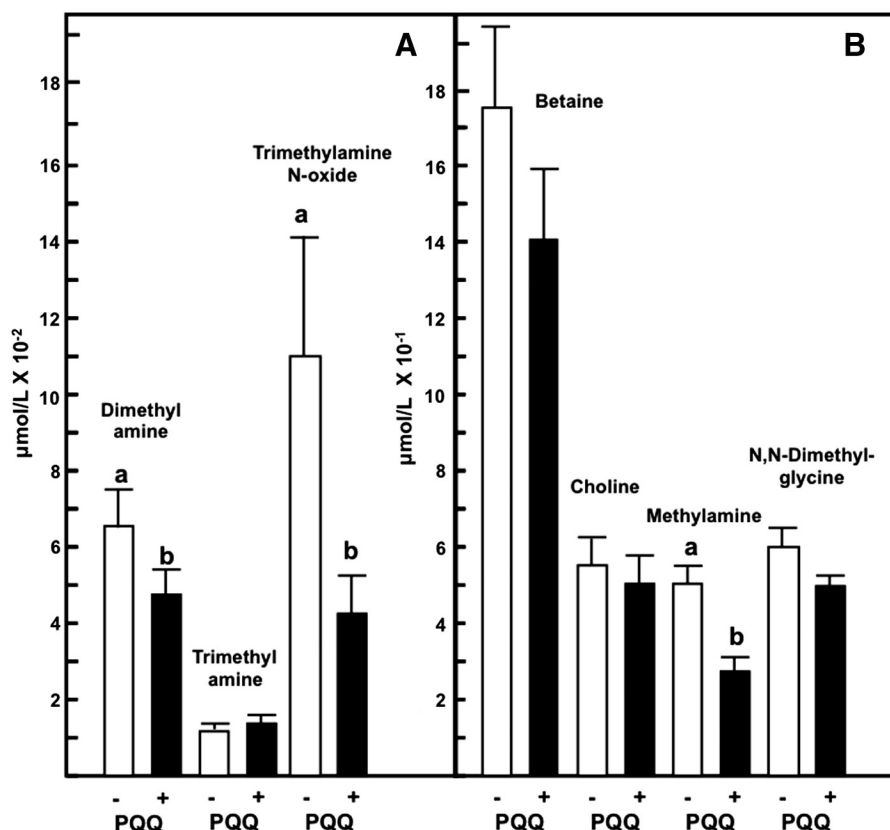 A
B
µmol/L X 10-2
18
16
14
12
10
8
6
4
2
Dimethyl
amine
a
b
Trimethyl
amine
Trimethylamine
N-oxide
a
b
- + - + - +
PQQ PQQ PQQ
µmol/L X 10-1
18
16
14
12
10
8
6
4
2
Betaine
Choline
Methylamine
a
b
N,N-Dimethyl-
glycine
- + - + - + - +
PQQ PQQ PQQ PQQ